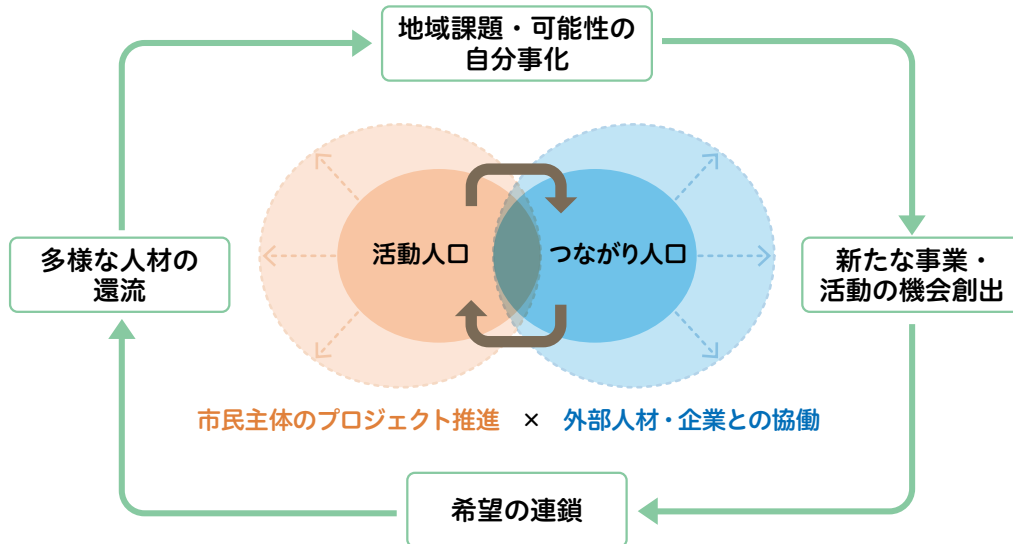 地域課題・可能性の
自分事化
多様な人材の
還流
活動人口
つながり人口
新たな事業・
活動の機会創出
市民主体のプロジェクト推進 × 外部人材・企業との協働
希望の連鎖